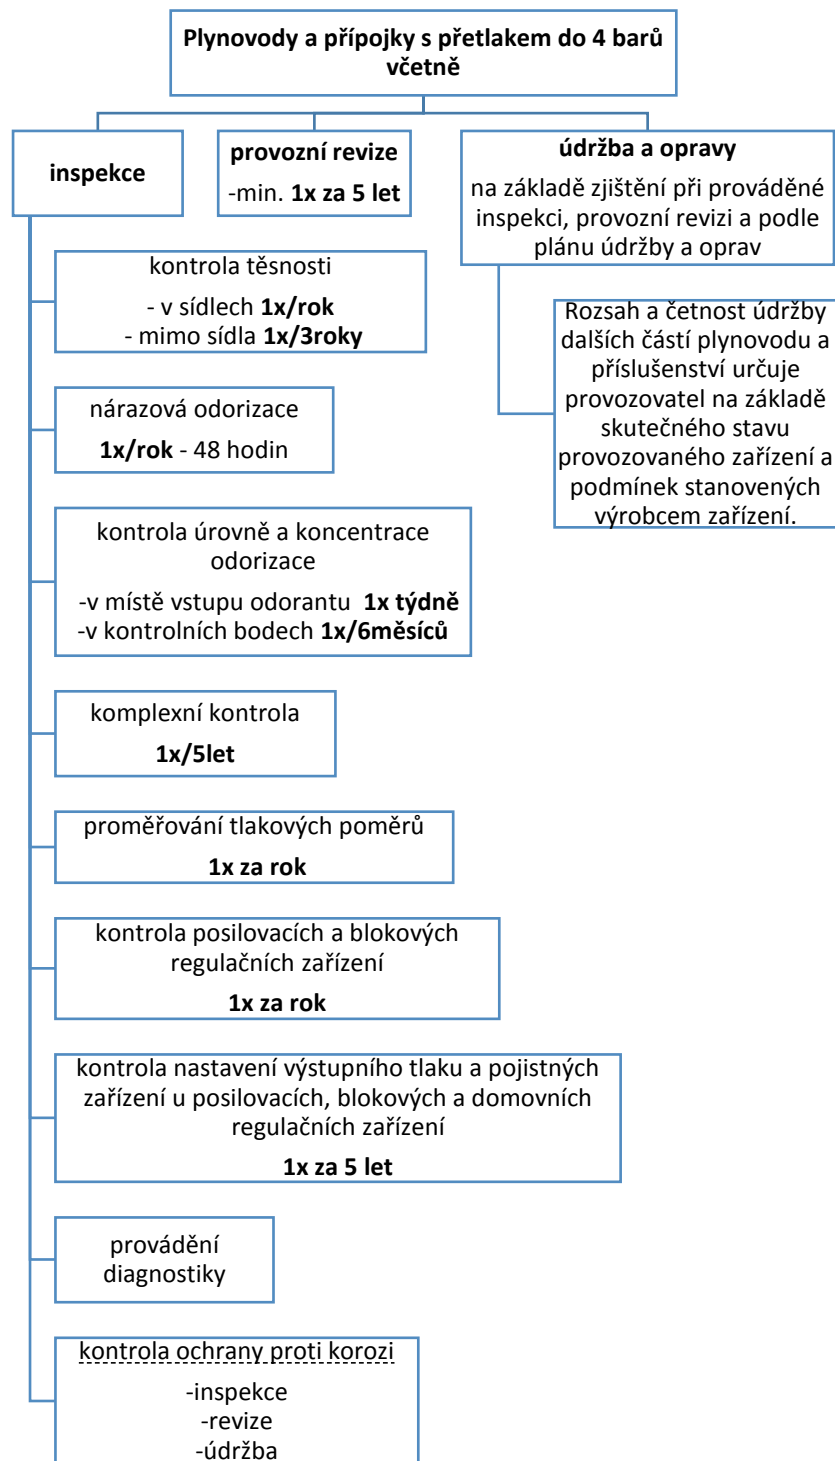 Plynovody a přípojky s přetlakem do 4 barů
včetně
inspekce
provozní revize
-min. 1x za 5 let
údržba a opravy
na základě zjištění při prováděné
inspekci, provozní revizi a podle
plánu údržby a oprav
kontrola těsnosti
- v sídlech 1x/rok
- mimo sídla 1x/3roky
Rozsah a četnost údržby
dalších částí plynovodu a
příslušenství určuje
provozovatel na základě
skutečného stavu
provozovaného zařízení a
podmínek stanovených
výrobcem zařízení.
nárazová odorizace
1x/rok - 48 hodin
kontrola úrovně a koncentrace
odorizace
-v místě vstupu odorantu 1x týdně
-v kontrolních bodech 1x/6měsíců
komplexní kontrola
1x/5let
proměřování tlakových poměrů
1x za rok
kontrola posilovacích a blokových
regulačních zařízení
1x za rok
kontrola nastavení výstupního tlaku a pojistných
zařízení u posilovacích, blokových a domovních
regulačních zařízení
1x za 5 let
provádění
diagnostiky
kontrola ochrany proti korozi
-inspekce
-revize
-údržba